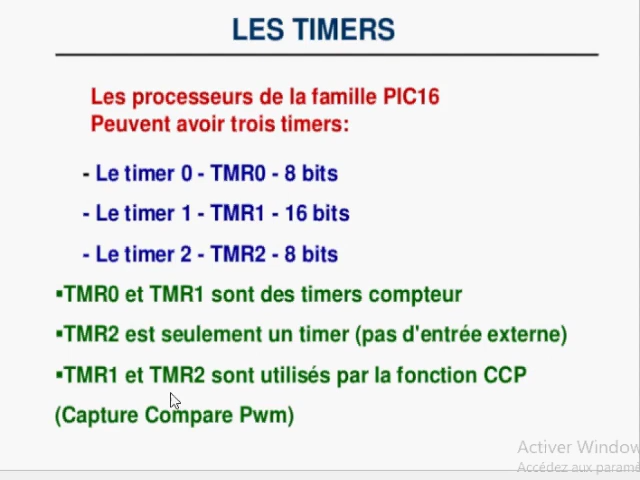 LES TIMERS
Les processeurs de la famille PIC16
Peuvent avoir trois timers:
- Le timer 0 - TMR0 - 8 bits
- Le timer 1 - TMR1 - 16 bits
- Le timer 2 - TMR2 - 8 bits
▪TMR0 et TMR1 sont des timers compteur
▪TMR2 est seulement un timer (pas d'entrée externe)
▪TMR1 et TMR2 sont utilisés par la fonction CCP
(Capture Compare Pwm)
Activer Window
Accédez aux paramè